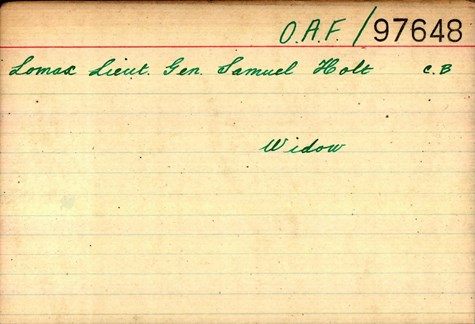 O.A.F. / 97648
Lomax Lieut. Gen. Samuel Holt C.B
Widow